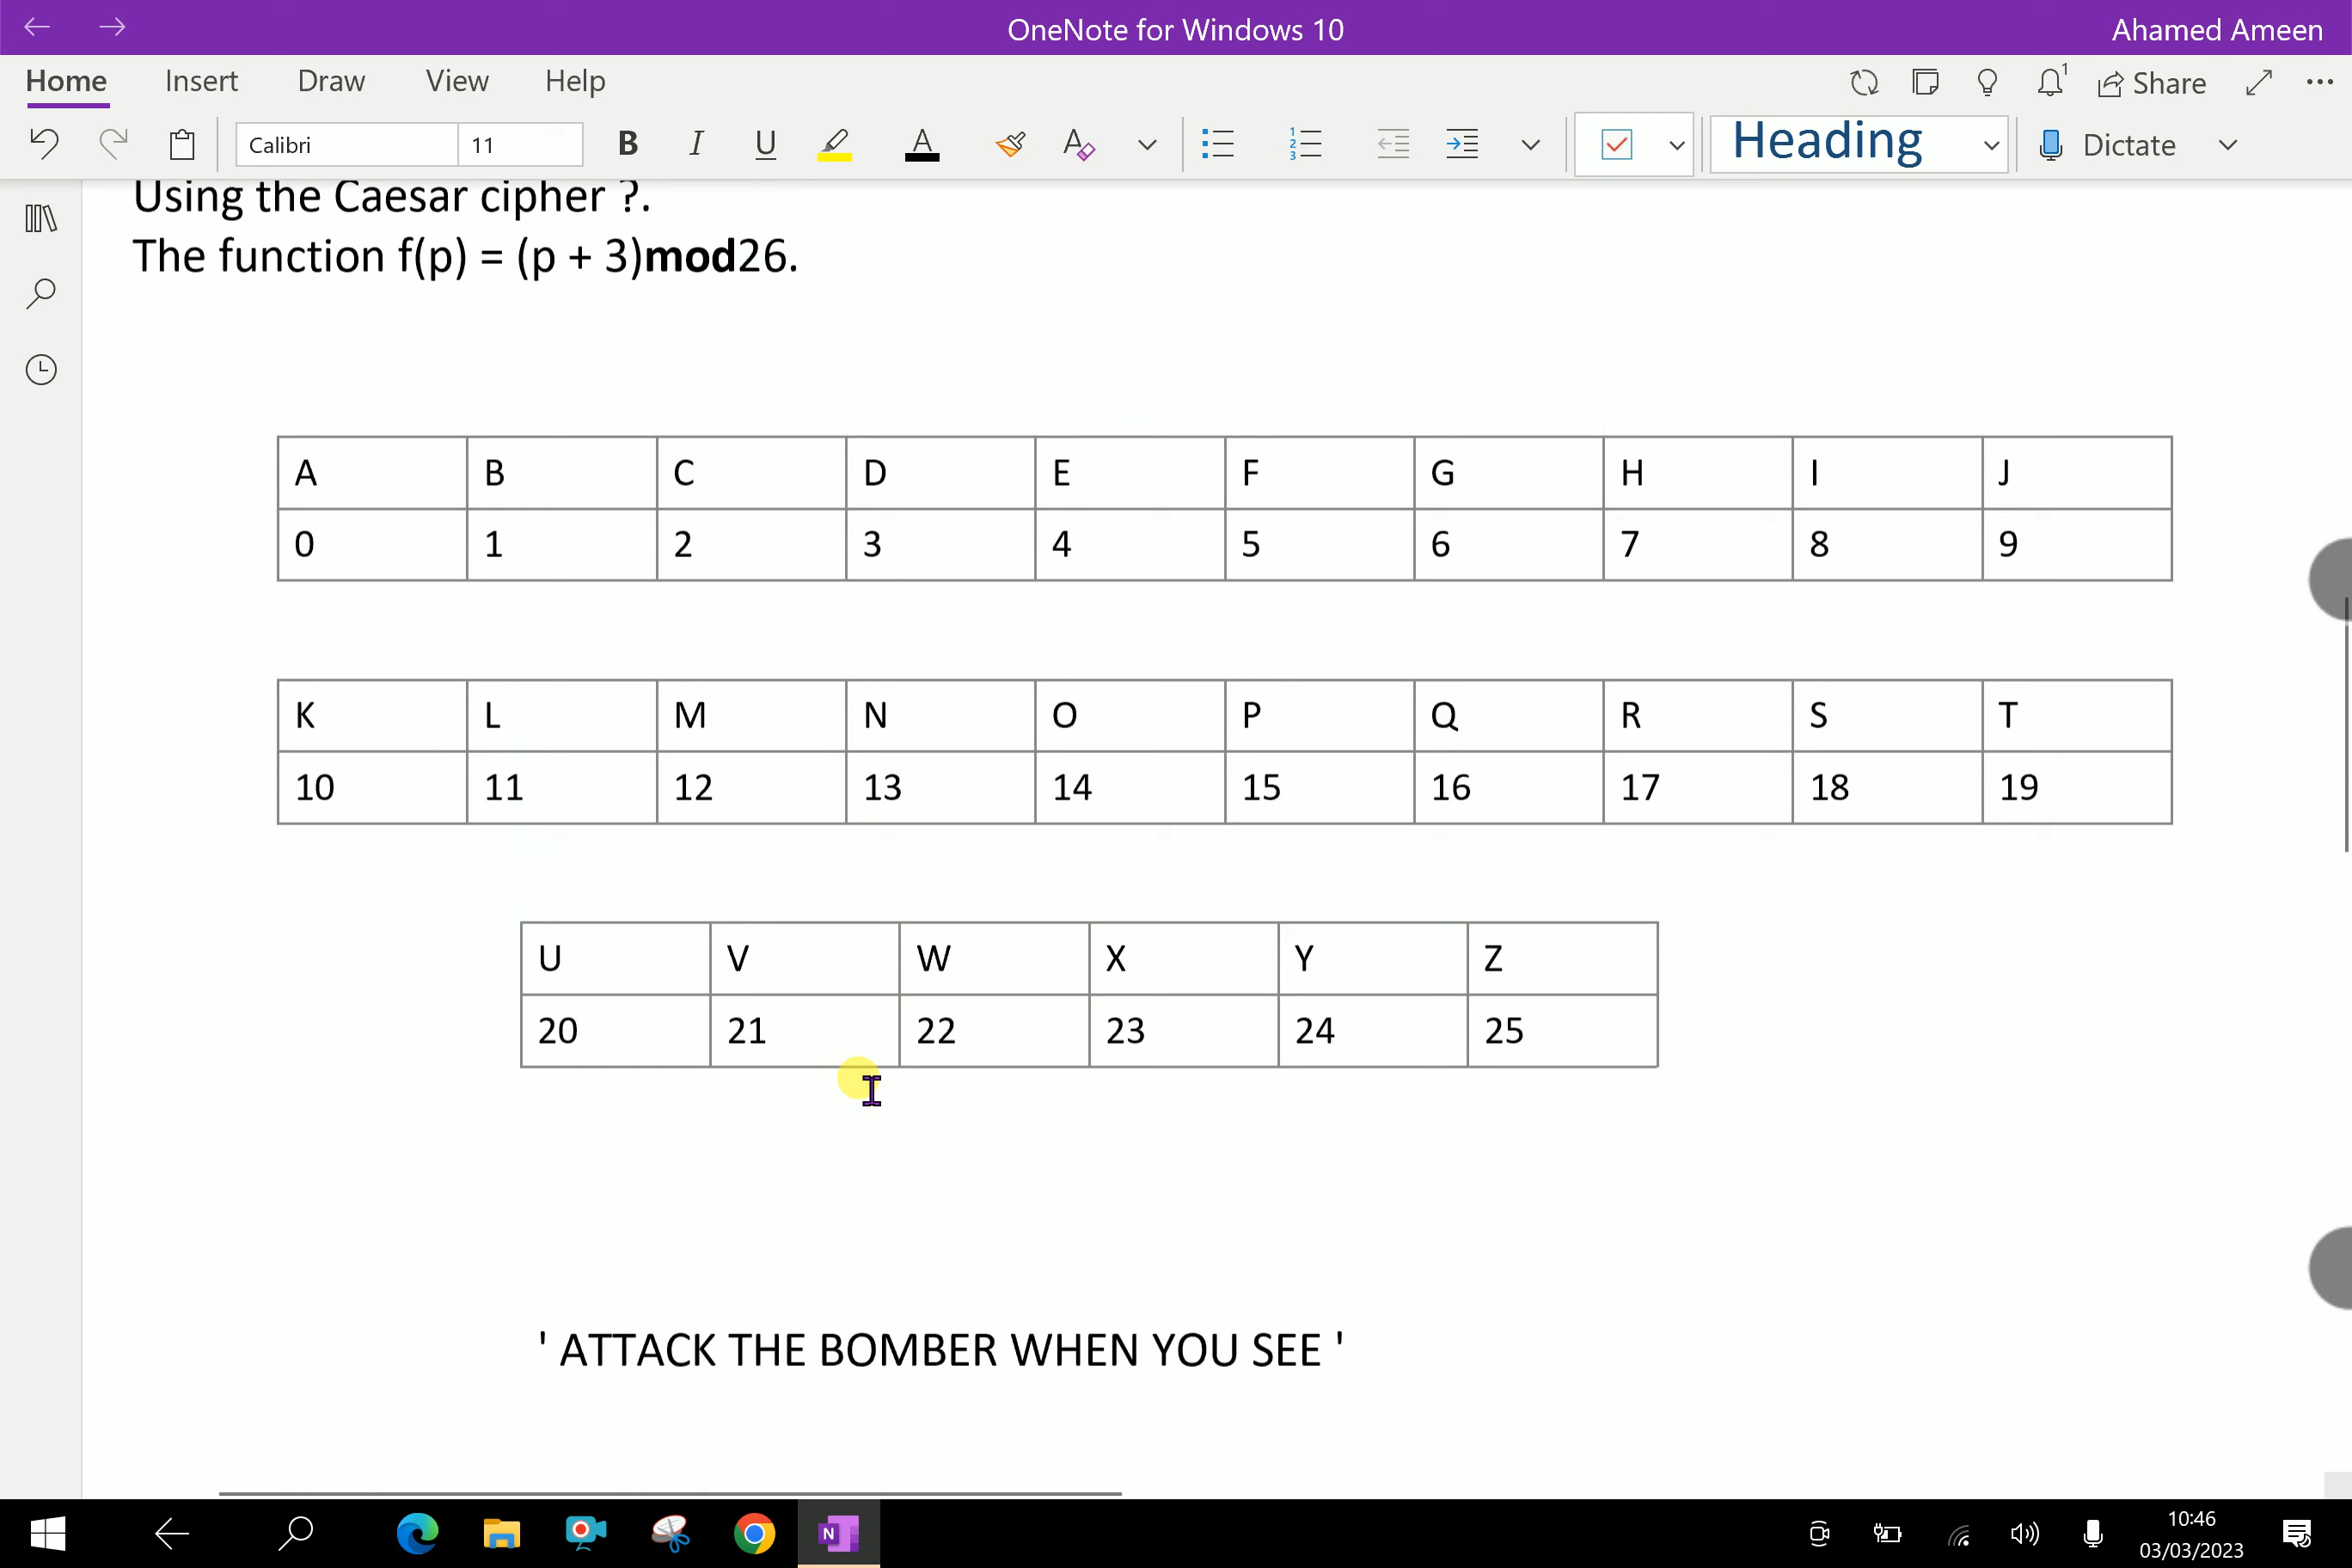 OneNote for Windows 10
Ahamed Ameen
Home Insert Draw View Help
1
Share
Calibri 11 B I U A A Heading Dictate
Using the Caesar cipher ?.
The function f(p) = (p + 3)mod26.
A B C D E F G H I J
0 1 2 3 4 5 6 7 8 9
K L M N O P Q R S T
10 11 12 13 14 15 16 17 18 19
U V W X Y Z
20 21 22 23 24 25
' ATTACK THE BOMBER WHEN YOU SEE '
N
10:46
03/03/2023